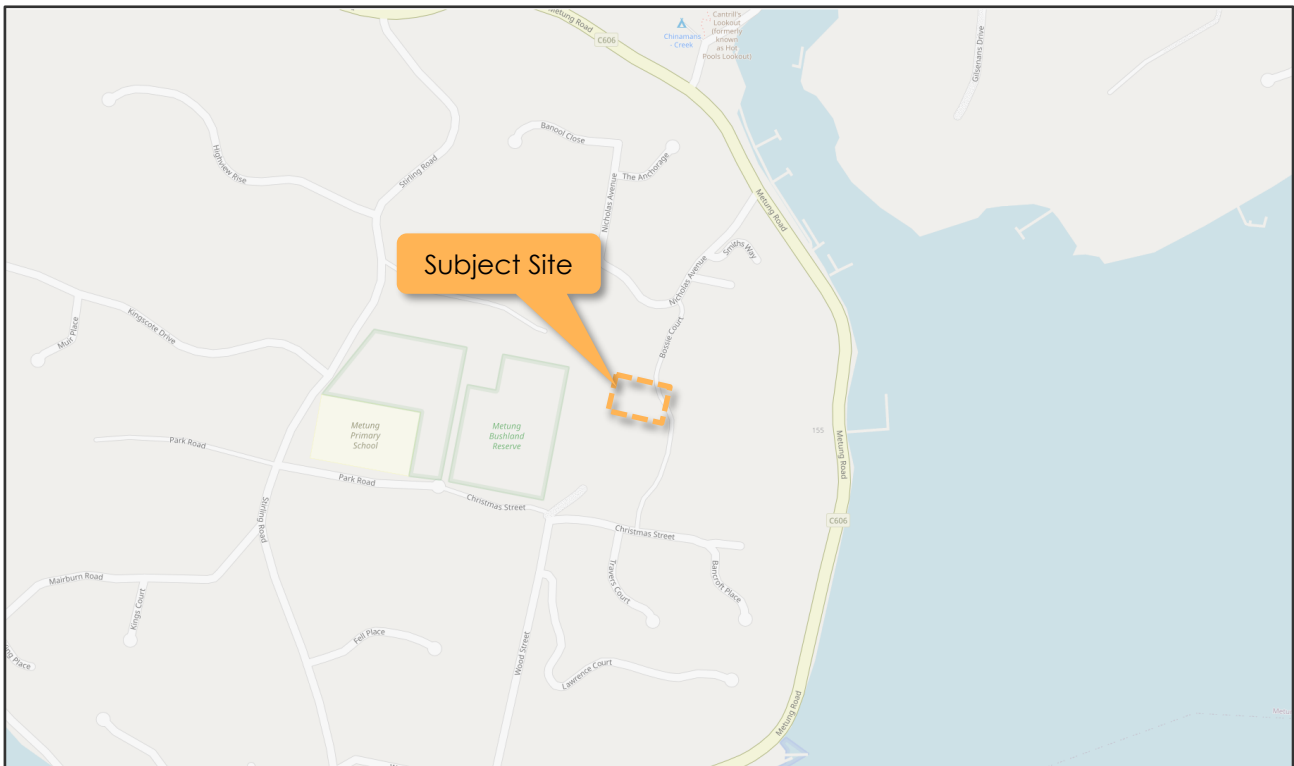 Metung Road
C606
Chinamans
- Creek
Cantrill's
Lookout
(formerly
known
as Hot
Pools Lookout)
Gilsenans Drive
Banool Close
The Anchorage
Highview Rise
Stirling Road
Nicholas Avenue
Metung Road
Smiths Way
Subject Site
Nicholas Avenue
Kingscote Drive
Muir Place
Bossie Court
Metung
Primary
School
Metung
Bushland
Reserve
155
Metung Road
Park Road
Park Road
Christmas Street
Stirling Road
C606
Christmas Street
Mairburn Road
Kings Court
Travers Court
Bancroft Place
Fell Place
Wood Street
Lawrence Court
Metung Road